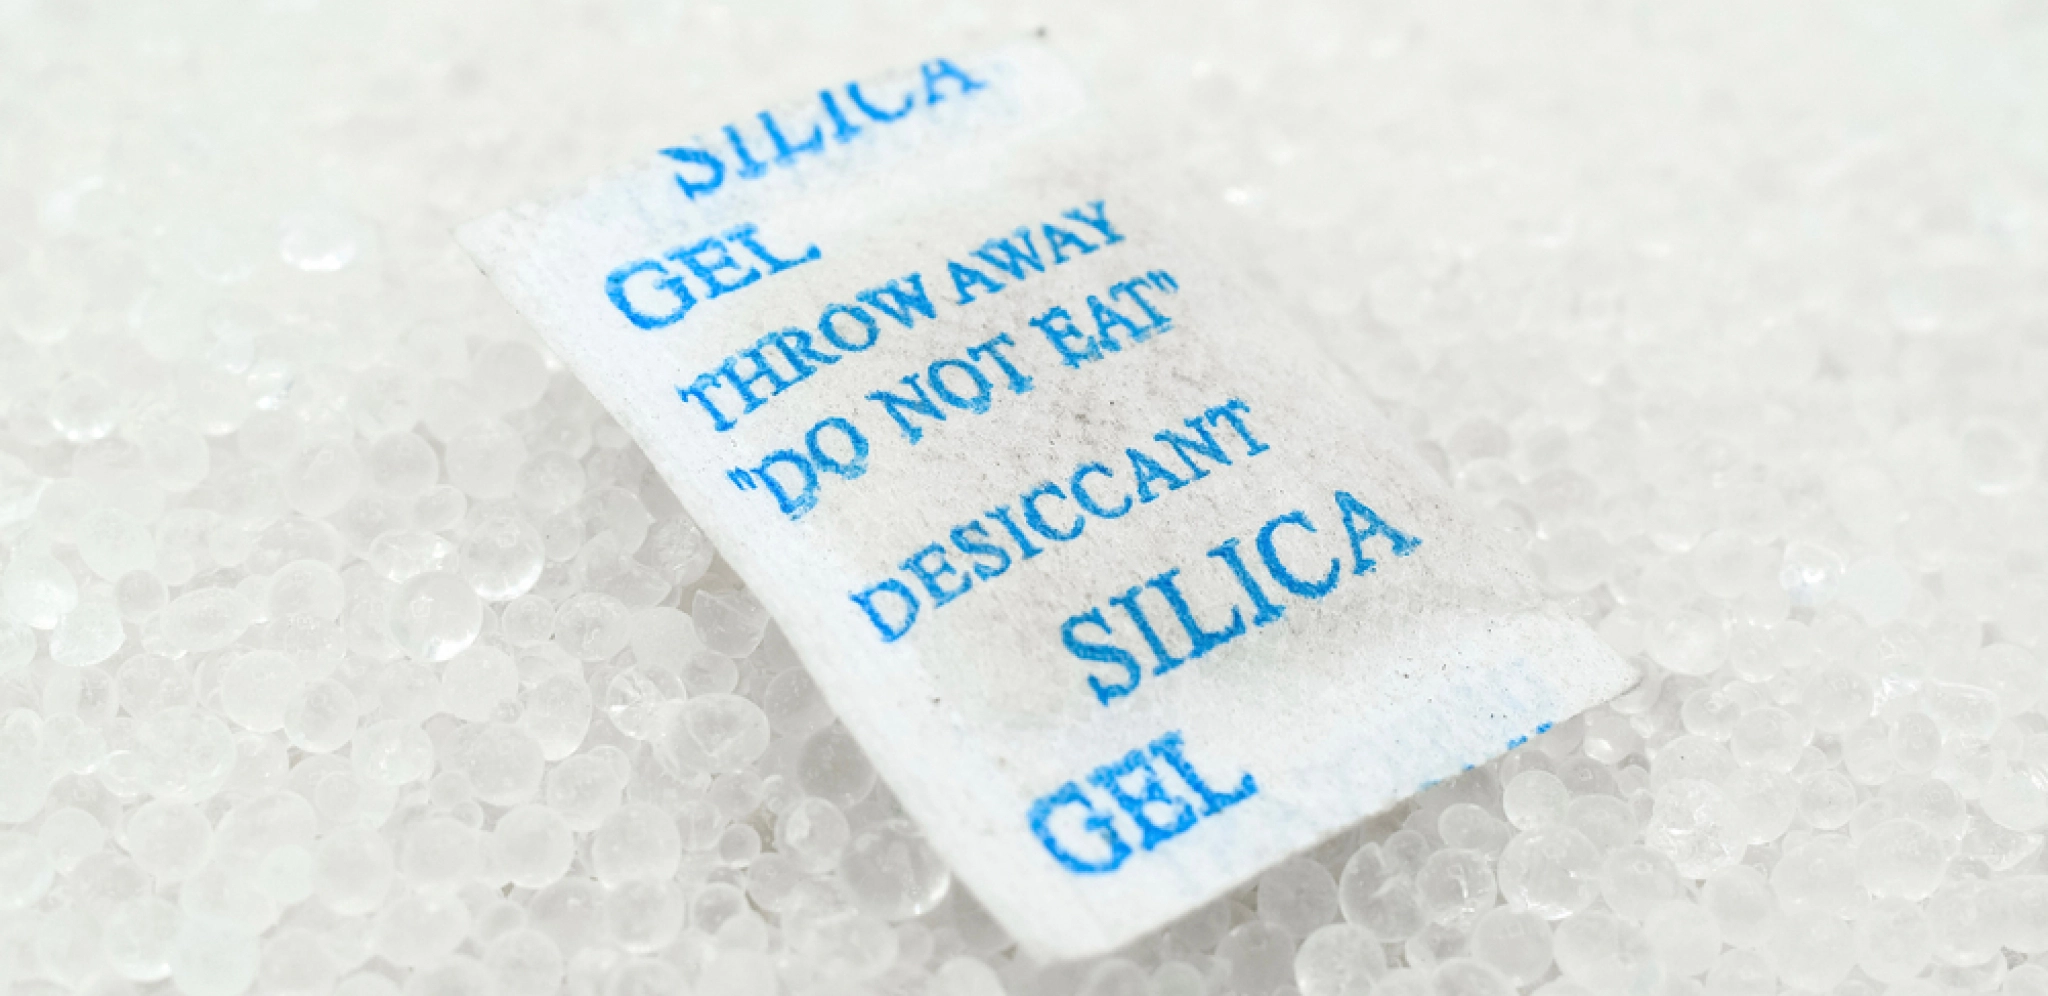 SILICA
GEL
THROW AWAY
"DO NOT EAT"
DESICCANT
SILICA
GEL